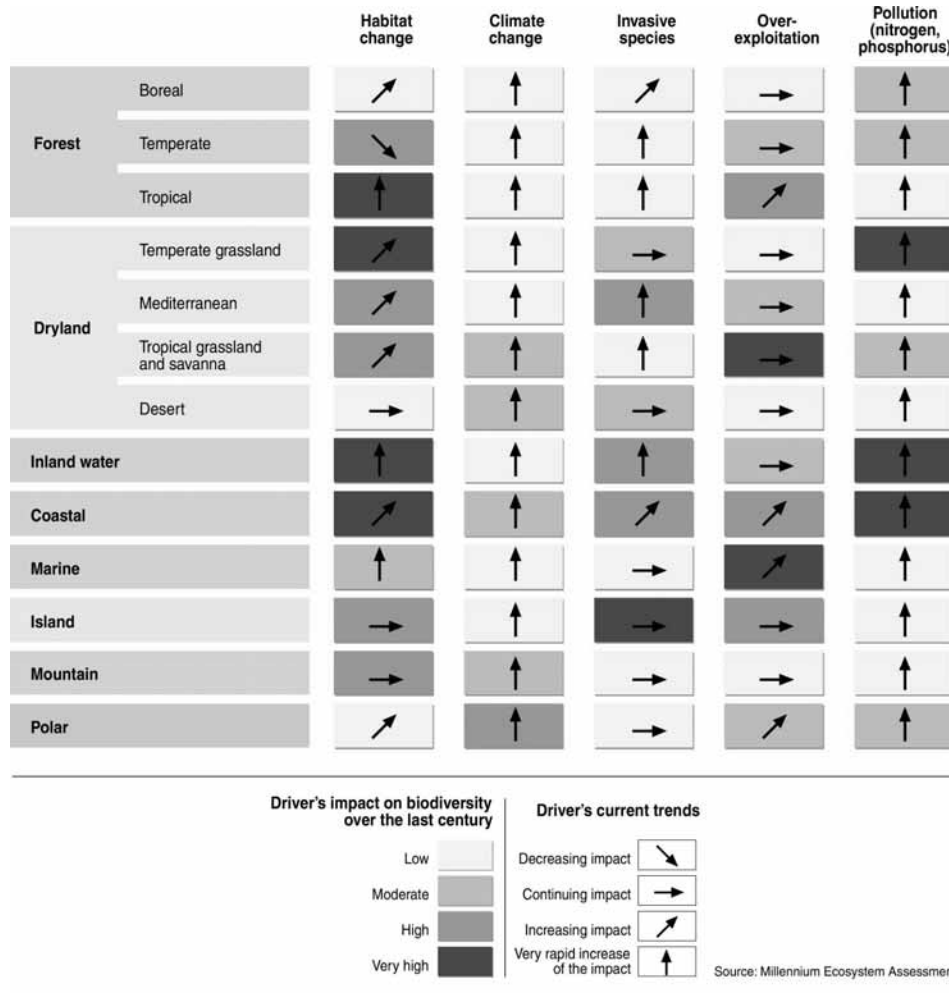 Habitat
change
Climate
change
Invasive
species
Over-
exploitation
Pollution
(nitrogen,
phosphorus)
Forest
Boreal
Temperate
Tropical
Dryland
Temperate grassland
Mediterranean
Tropical grassland
and savanna
Desert
Inland water
Coastal
Marine
Island
Mountain
Polar
Driver's impact on biodiversity
over the last century
Low
Moderate
High
Very high
Driver's current trends
Decreasing impact
Continuing impact
Increasing impact
Very rapid increase
of the impact
Source: Millennium Ecosystem Assessmen